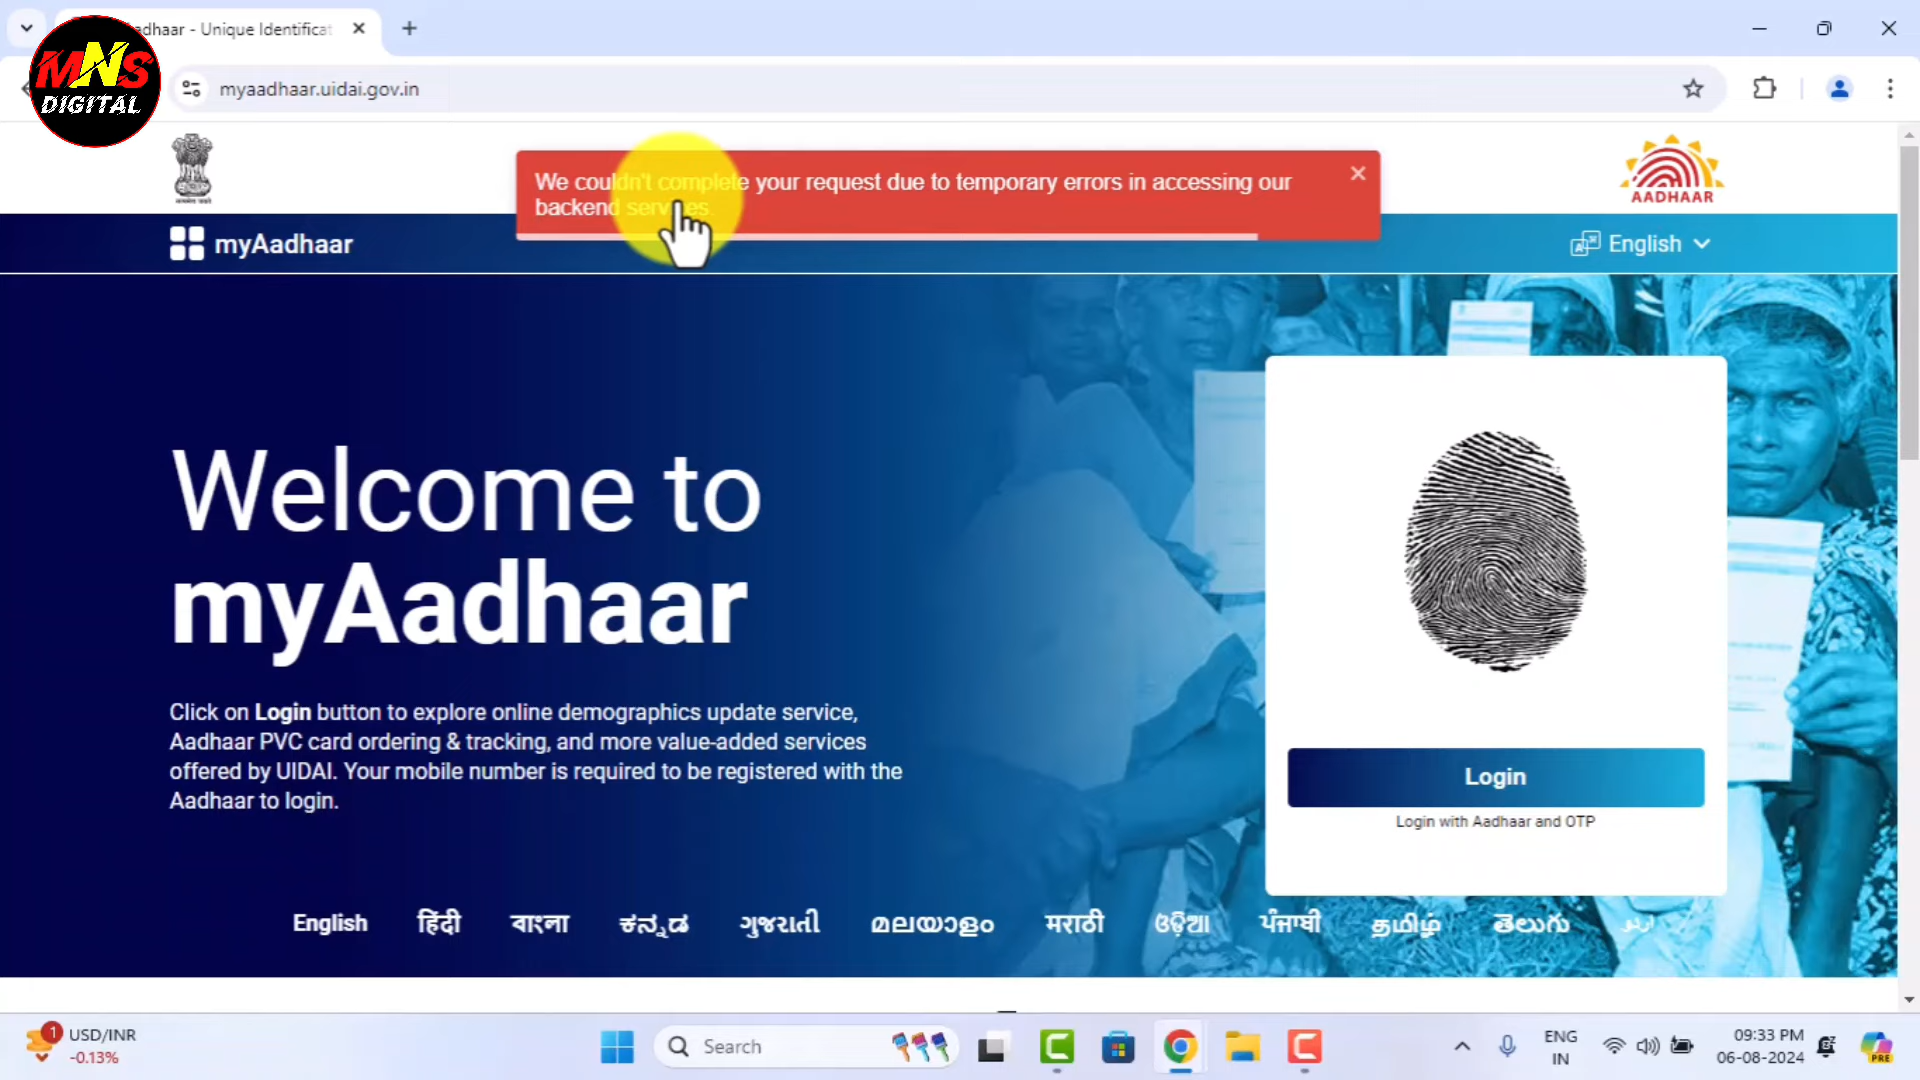 adhaar - Unique Identificat
MNS
DIGITAL
myaadhaar.uidai.gov.in
We couldn't complete your request due to temporary errors in accessing our
backend services.
AADHAAR
myAadhaar
English
Welcome to
myAadhaar
Click on Login button to explore online demographics update service,
Aadhaar PVC card ordering & tracking, and more value-added services
offered by UIDAI. Your mobile number is required to be registered with the
Aadhaar to login.
Login
Login with Aadhaar and OTP
English हिंदी বাংলা ಕನ್ನಡ ગુજરાતી മലയാളം मराठी ଓଡ଼ିଆ ਪੰਜਾਬੀ தமிழ் తెలుగు اردو
1
USD/INR
-0.13%
Search
ENG
IN
09:33 PM
06-08-2024
PRE